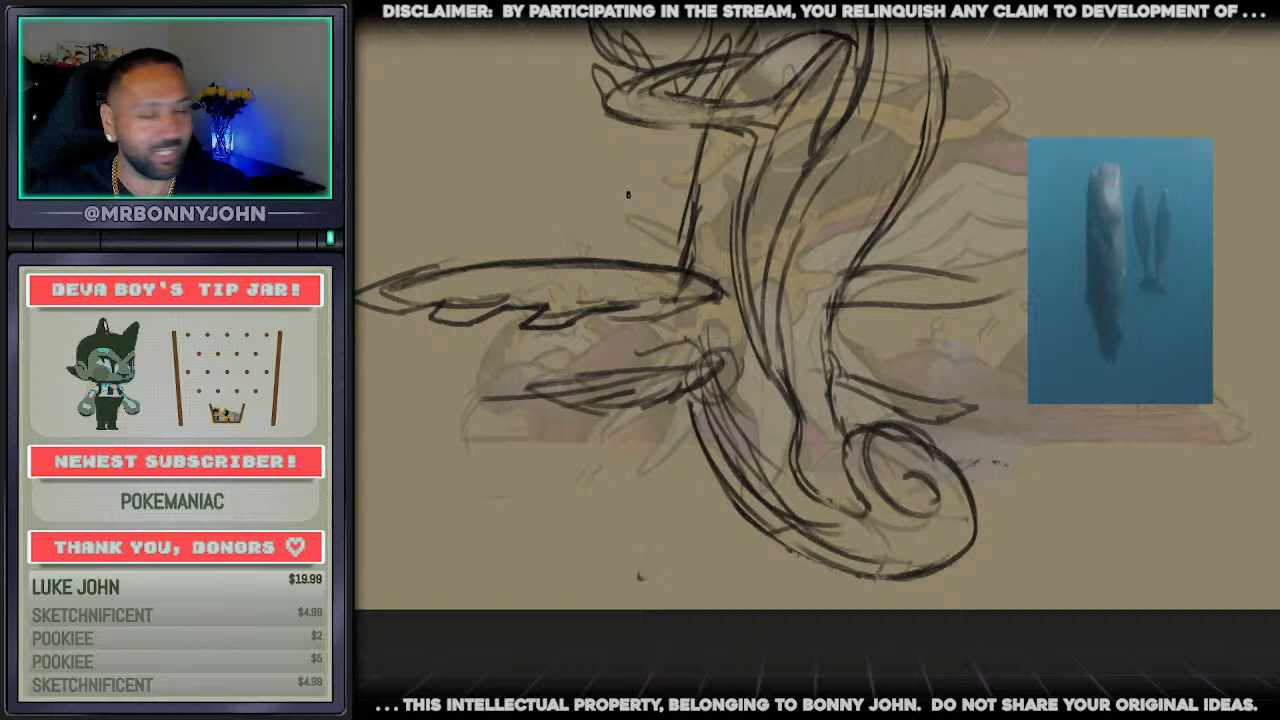 DISCLAIMER: BY PARTICIPATING IN THE STREAM, YOU RELINQUISH ANY CLAIM TO DEVELOPMENT OF . . .
@MRBONNYJOHN
DEVA BOY'S TIP JAR!
NEWEST SUBSCRIBER!
POKEMANIAC
THANK YOU, DONORS ♡
LUKE JOHN $19.99
SKETCHNIFICENT $4.99
POOKIEE $2
POOKIEE $5
SKETCHNIFICENT $4.99
. . . THIS INTELLECTUAL PROPERTY, BELONGING TO BONNY JOHN. DO NOT SHARE YOUR ORIGINAL IDEAS.